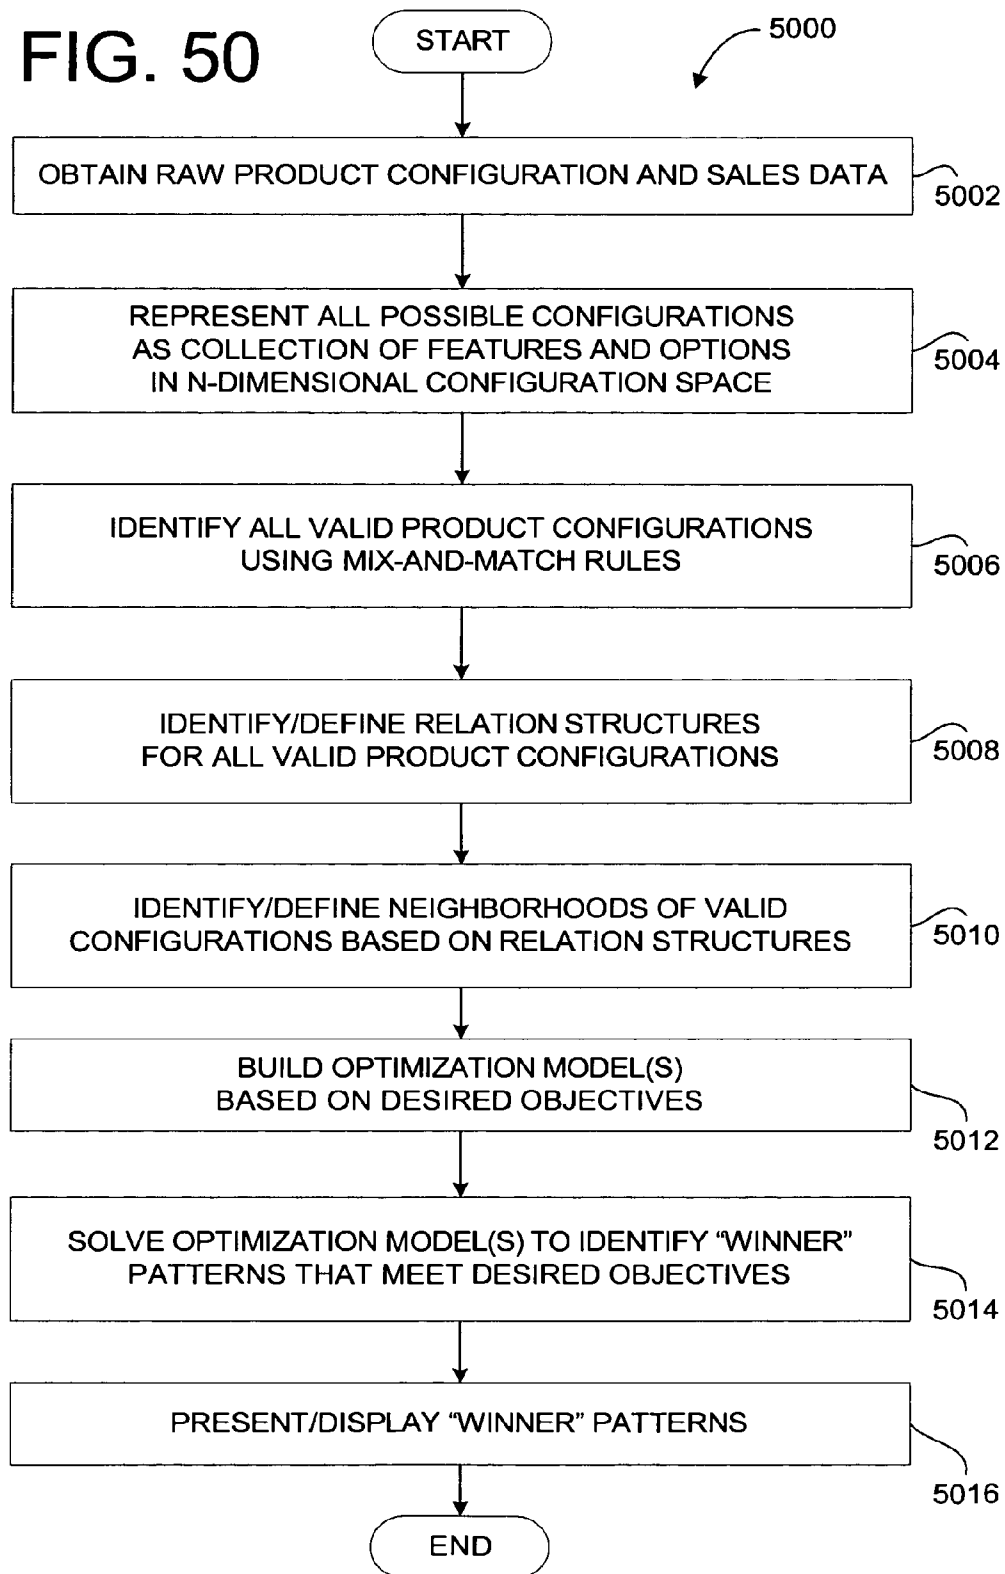 FIG. 50
START
5000
OBTAIN RAW PRODUCT CONFIGURATION AND SALES DATA
5002
REPRESENT ALL POSSIBLE CONFIGURATIONS
AS COLLECTION OF FEATURES AND OPTIONS
IN N-DIMENSIONAL CONFIGURATION SPACE
5004
IDENTIFY ALL VALID PRODUCT CONFIGURATIONS
USING MIX-AND-MATCH RULES
5006
IDENTIFY/DEFINE RELATION STRUCTURES
FOR ALL VALID PRODUCT CONFIGURATIONS
5008
IDENTIFY/DEFINE NEIGHBORHOODS OF VALID
CONFIGURATIONS BASED ON RELATION STRUCTURES
5010
BUILD OPTIMIZATION MODEL(S)
BASED ON DESIRED OBJECTIVES
5012
SOLVE OPTIMIZATION MODEL(S) TO IDENTIFY “WINNER”
PATTERNS THAT MEET DESIRED OBJECTIVES
5014
PRESENT/DISPLAY “WINNER” PATTERNS
5016
END